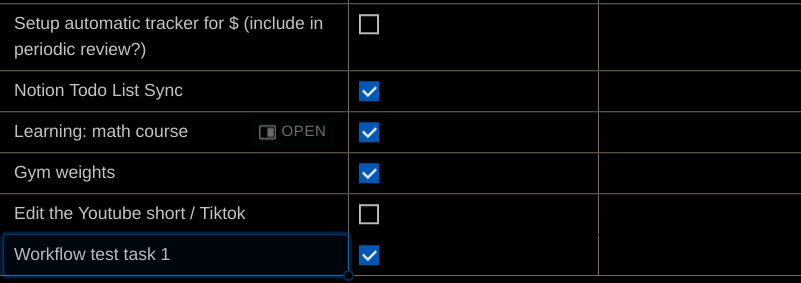 Setup automatic tracker for $ (include in
periodic review?)
Notion Todo List Sync
Learning: math course OPEN
Gym weights
Edit the Youtube short / Tiktok
Workflow test task 1